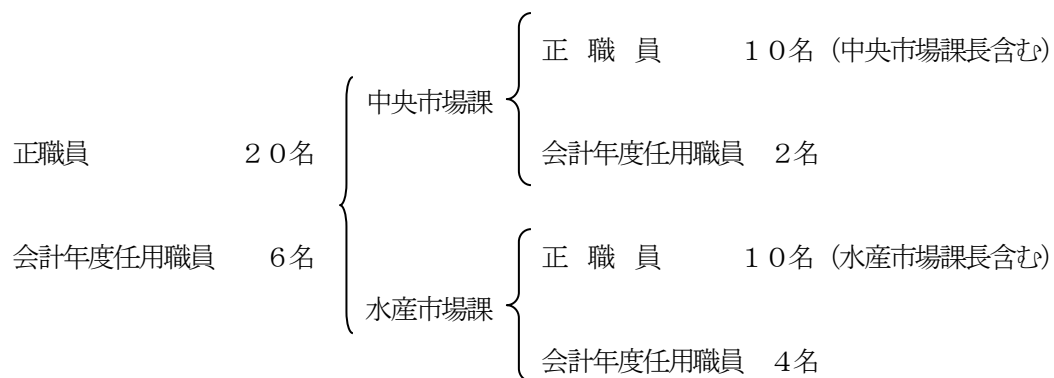 正 職 員 １０名（中央市場課長含む）
中央市場課
正職員 ２０名
会計年度任用職員 ２名
会計年度任用職員 ６名
正 職 員 １０名（水産市場課長含む）
水産市場課
会計年度任用職員 ４名